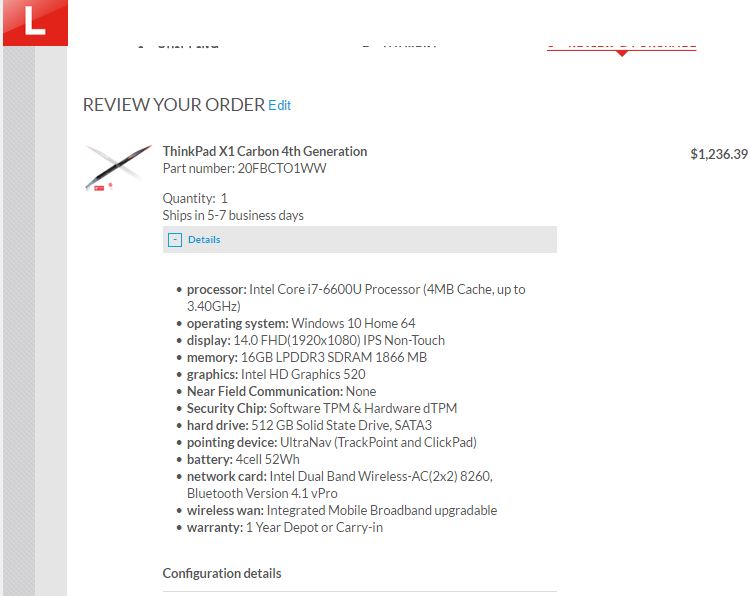 L
REVIEW YOUR ORDER Edit
ThinkPad X1 Carbon 4th Generation
$1,236.39
Part number: 20FBCTO1WW
Quantity: 1
Ships in 5-7 business days
- Details
• processor: Intel Core i7-6600U Processor (4MB Cache, up to
3.40GHz)
• operating system: Windows 10 Home 64
• display: 14.0 FHD(1920x1080) IPS Non-Touch
• memory: 16GB LPDDR3 SDRAM 1866 MB
• graphics: Intel HD Graphics 520
• Near Field Communication: None
• Security Chip: Software TPM & Hardware dTPM
• hard drive: 512 GB Solid State Drive, SATA3
• pointing device: UltraNav (TrackPoint and ClickPad)
• battery: 4cell 52Wh
• network card: Intel Dual Band Wireless-AC(2x2) 8260,
Bluetooth Version 4.1 vPro
• wireless wan: Integrated Mobile Broadband upgradable
• warranty: 1 Year Depot or Carry-in
Configuration details